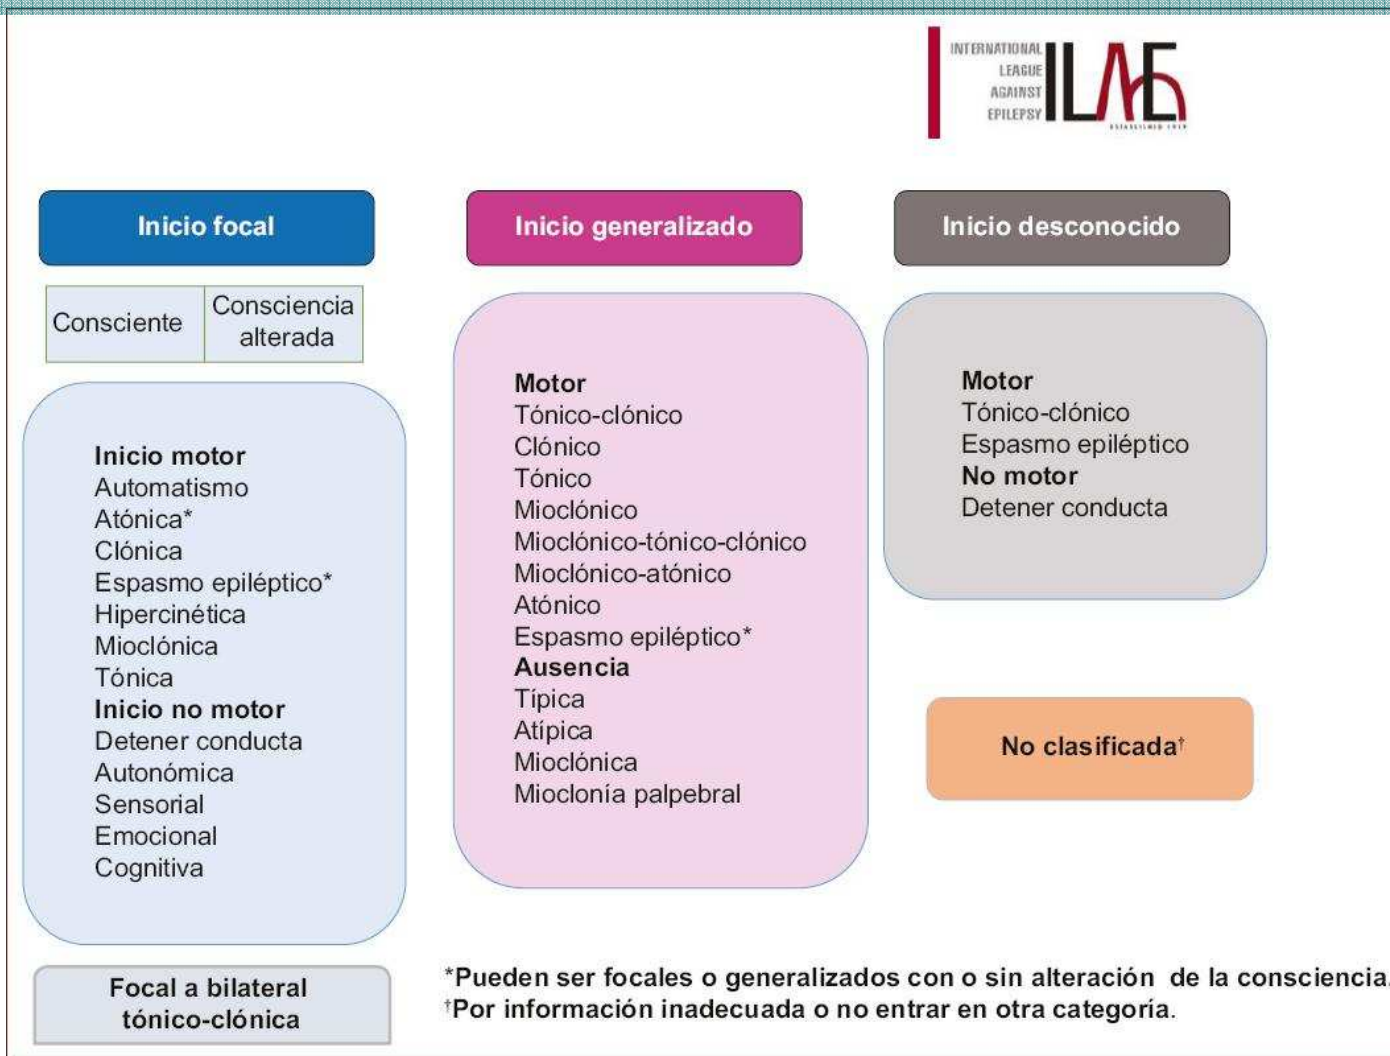 INTERNATIONAL
LEAGUE
AGAINST
EPILEPSY
ILAE
ESTABLISHED 1919
Inicio focal
Consciente
Consciencia
alterada
Inicio motor
Automatismo
Atónica*
Clónica
Espasmo epiléptico*
Hipercinética
Mioclónica
Tónica
Inicio no motor
Detener conducta
Autonómica
Sensorial
Emocional
Cognitiva
Focal a bilateral
tónico-clónica
Inicio generalizado
Motor
Tónico-clónico
Clónico
Tónico
Mioclónico
Mioclónico-tónico-clónico
Mioclónico-atónico
Atónico
Espasmo epiléptico*
Ausencia
Típica
Atípica
Mioclónica
Mioclonía palpebral
Inicio desconocido
Motor
Tónico-clónico
Espasmo epiléptico
No motor
Detener conducta
No clasificada†
*Pueden ser focales o generalizados con o sin alteración de la consciencia.
†Por información inadecuada o no entrar en otra categoría.